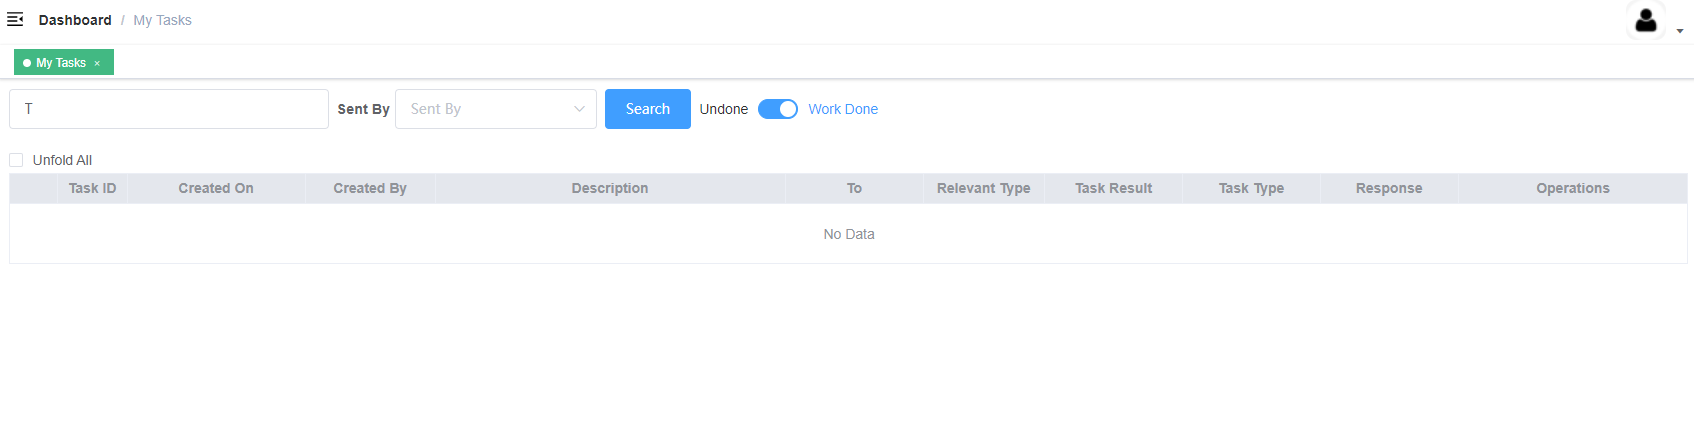 Dashboard / My Tasks
My Tasks ×
T Sent By Sent By Search Undone Work Done
Unfold All
Task ID Created On Created By Description To Relevant Type Task Result Task Type Response Operations
No Data